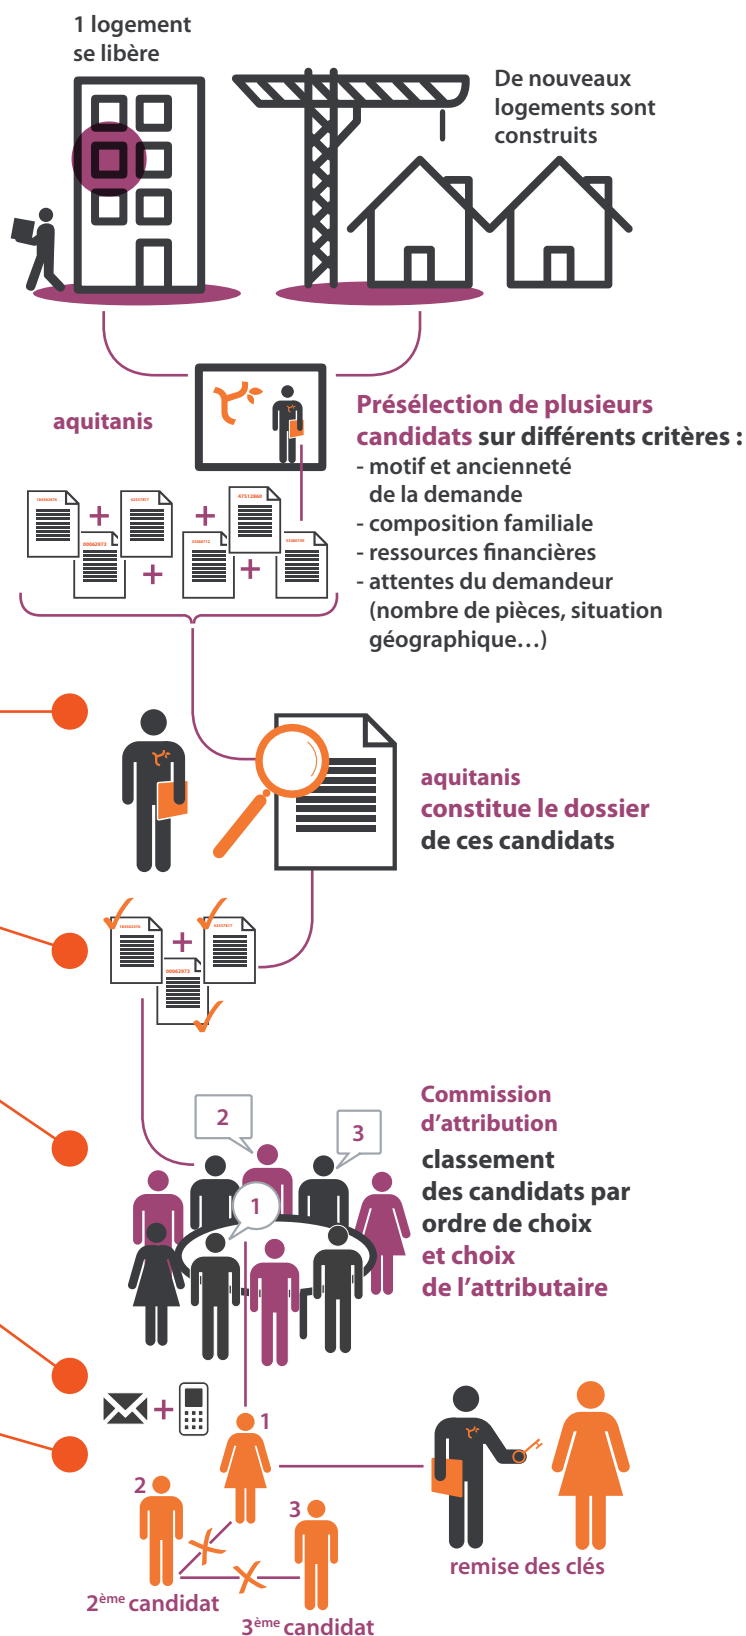 1 logement
se libère
De nouveaux
logements sont
construits
aquitanis
Présélection de plusieurs
candidats sur différents critères :
- motif et ancienneté
de la demande
- composition familiale
- ressources financières
- attentes du demandeur
(nombre de pièces, situation
géographique…)
47512860
00662973
aquitanis
constitue le dossier
de ces candidats
00662973
Commission
d’attribution
classement
des candidats par
ordre de choix
et choix
de l’attributaire
2
3
1
1
2
3
2ème candidat
3ème candidat
remise des clés